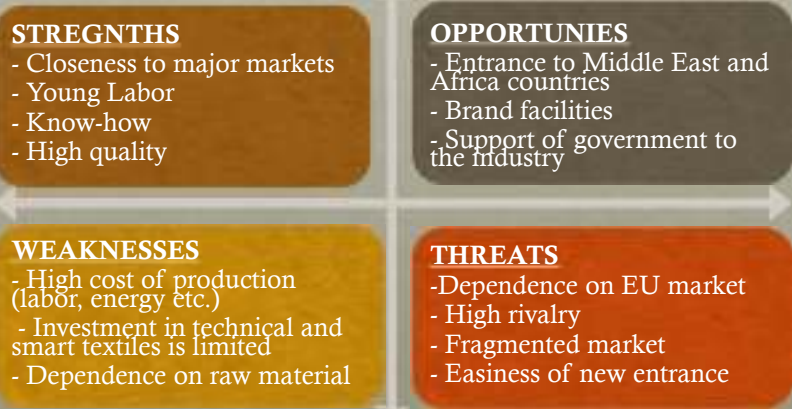 STREGNTHS
- Closeness to major markets
- Young Labor
- Know-how
- High quality
OPPORTUNIES
- Entrance to Middle East and
Africa countries
- Brand facilities
- Support of government to
the industry
WEAKNESSES
- High cost of production
(labor, energy etc.)
- Investment in technical and
smart textiles is limited
- Dependence on raw material
THREATS
-Dependence on EU market
- High rivalry
- Fragmented market
- Easiness of new entrance